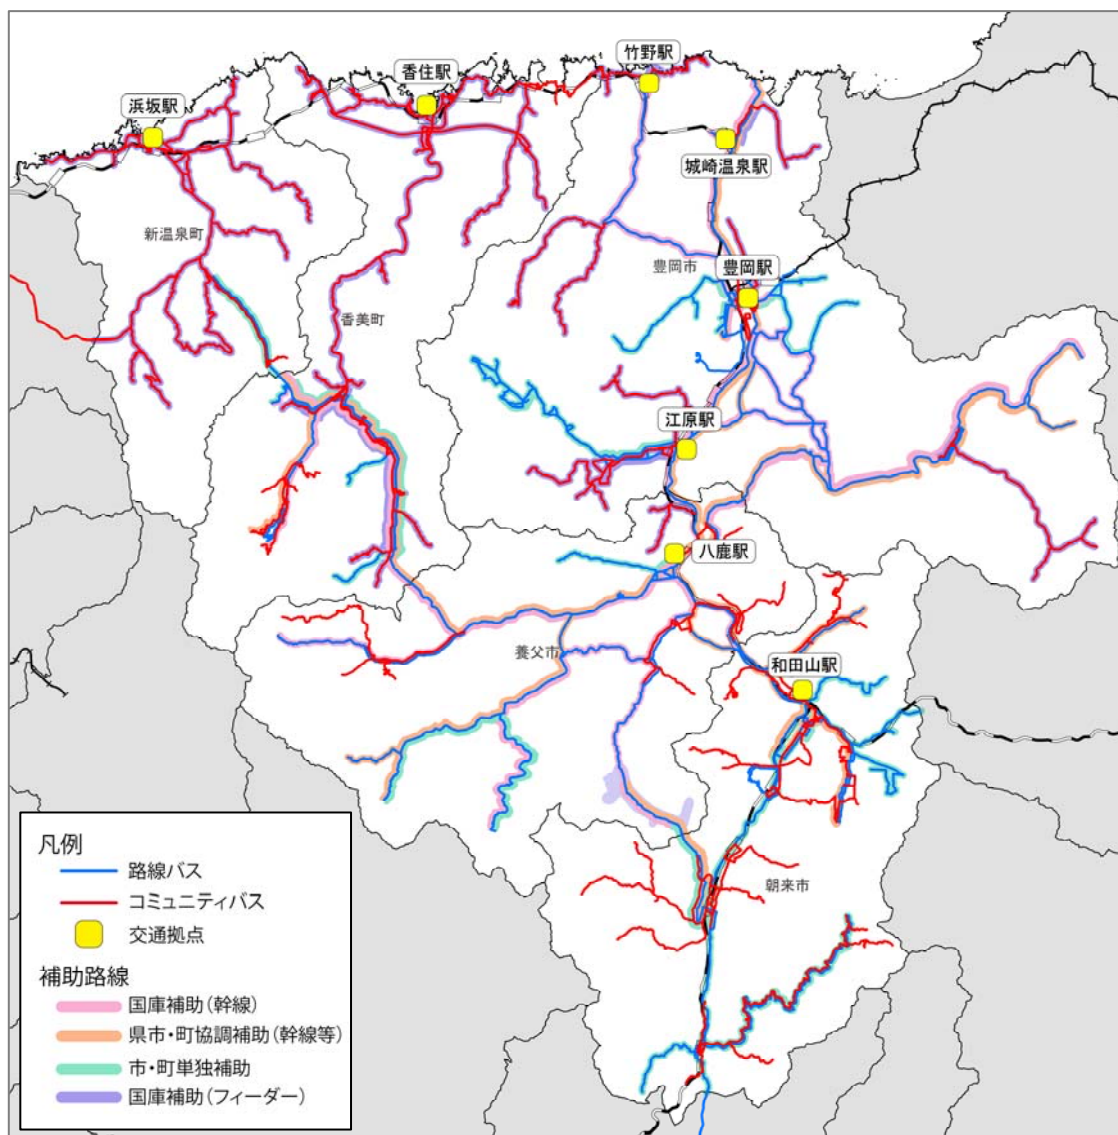 竹野駅
香住駅
浜坂駅
城崎温泉駅
新温泉町
豊岡市
豊岡駅
香美町
江原駅
八鹿駅
養父市
和田山駅
朝来市
凡例
路線バス
コミュニティバス
交通拠点
補助路線
国庫補助(幹線)
県市・町協調補助(幹線等)
市・町単独補助
国庫補助(フィーダー)